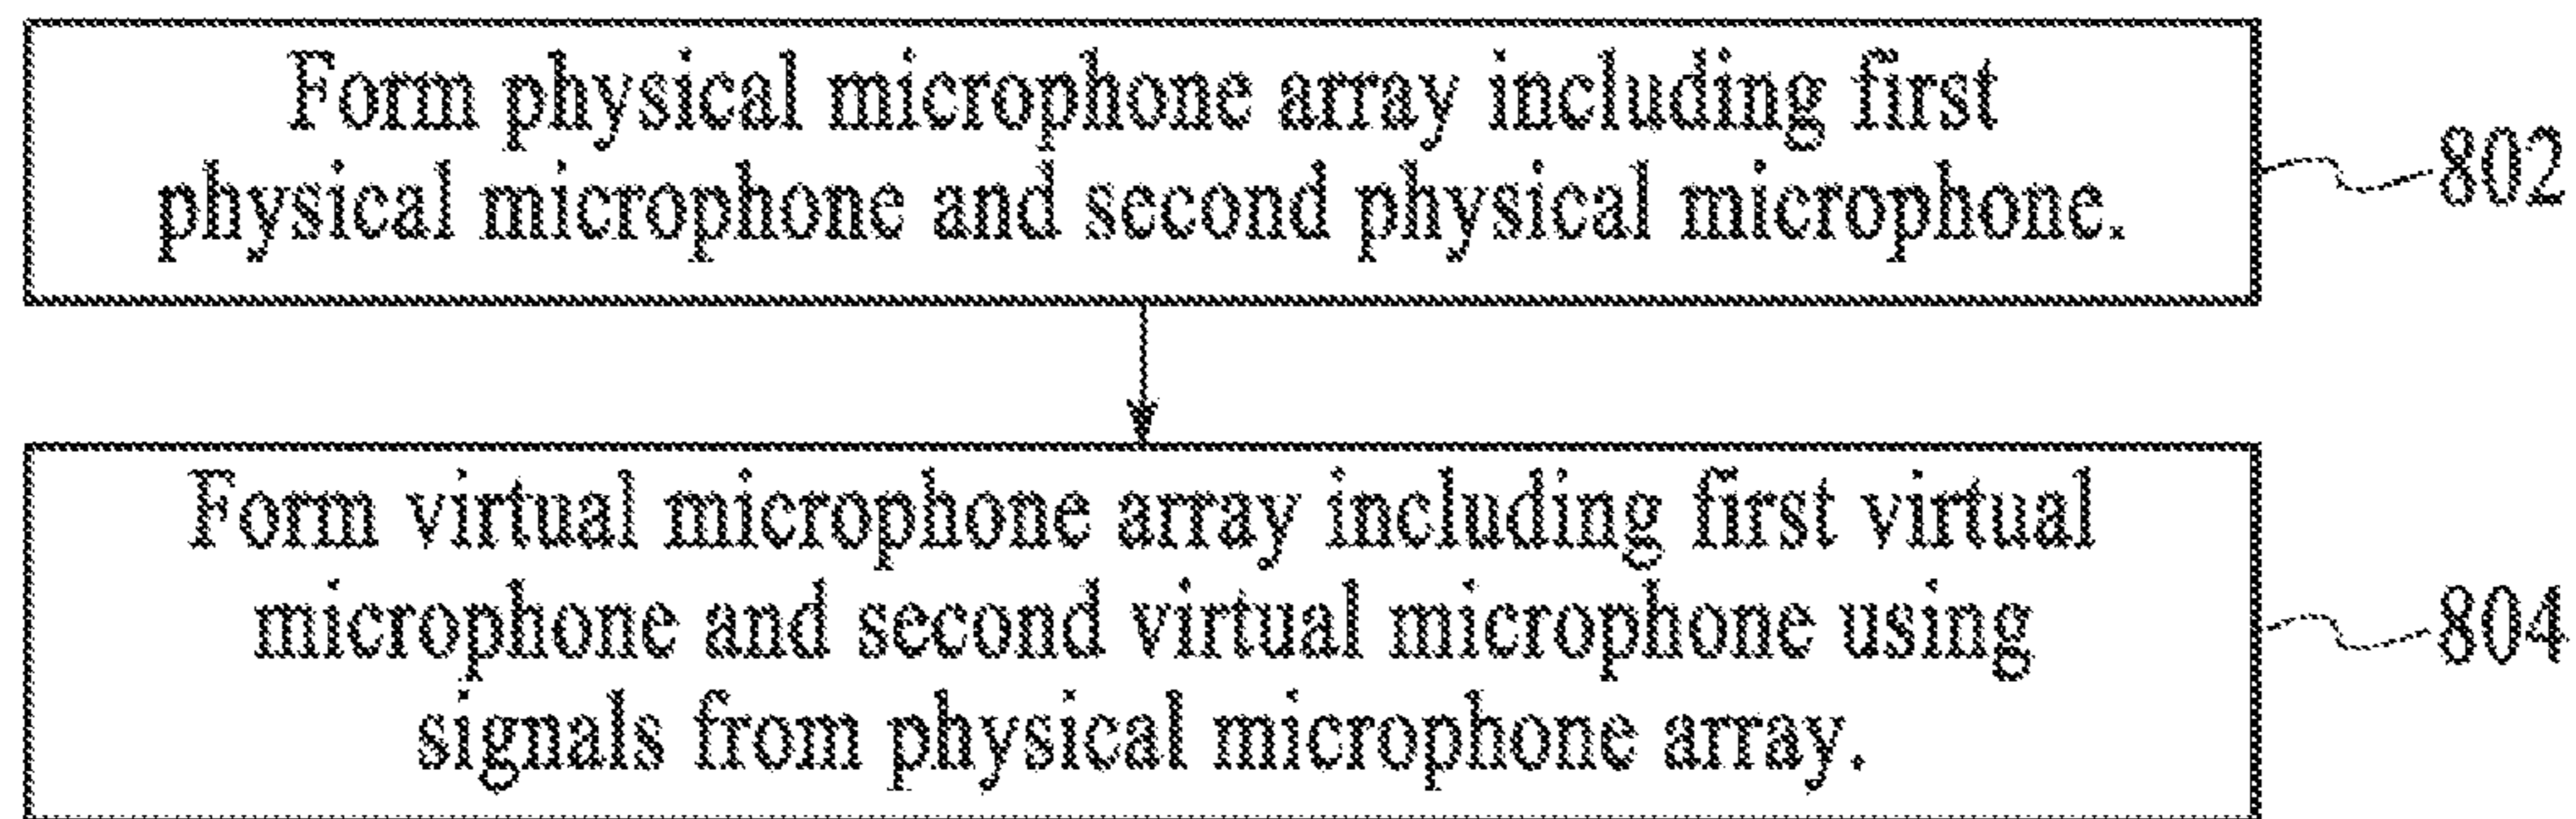 Form physical microphone array including first
physical microphone and second physical microphone.
802
Form virtual microphone array including first virtual
microphone and second virtual microphone using
signals from physical microphone array.
804